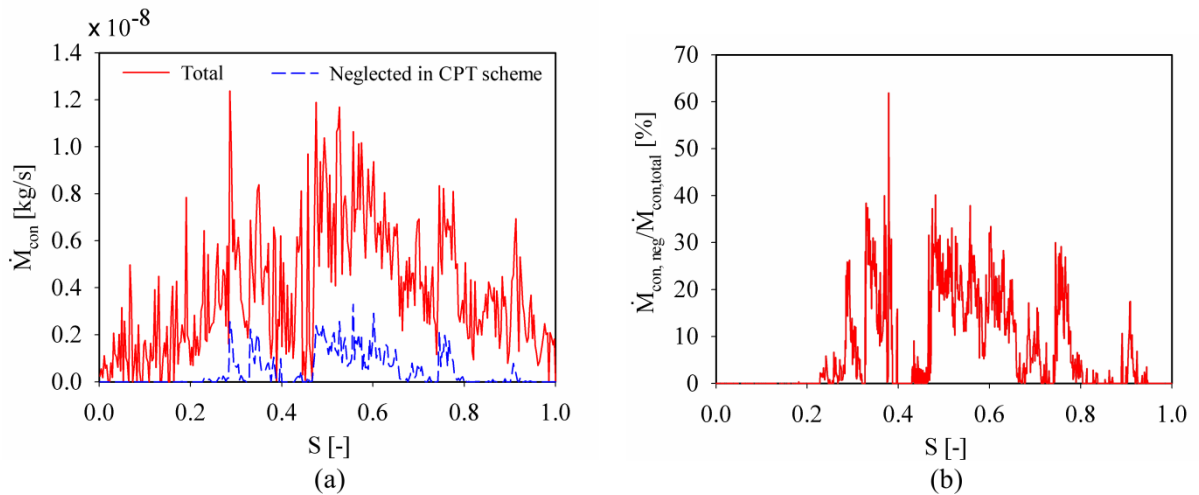 x 10^-8
1.4
1.2
1.0
0.8
0.6
0.4
0.2
0.0
Ṁcon [kg/s]
Total
Neglected in CPT scheme
0.0 0.2 0.4 0.6 0.8 1.0
S [-]
(a)
70
60
50
40
30
20
10
0
Ṁcon, neg/Ṁcon,total [%]
0.0 0.2 0.4 0.6 0.8 1.0
S [-]
(b)